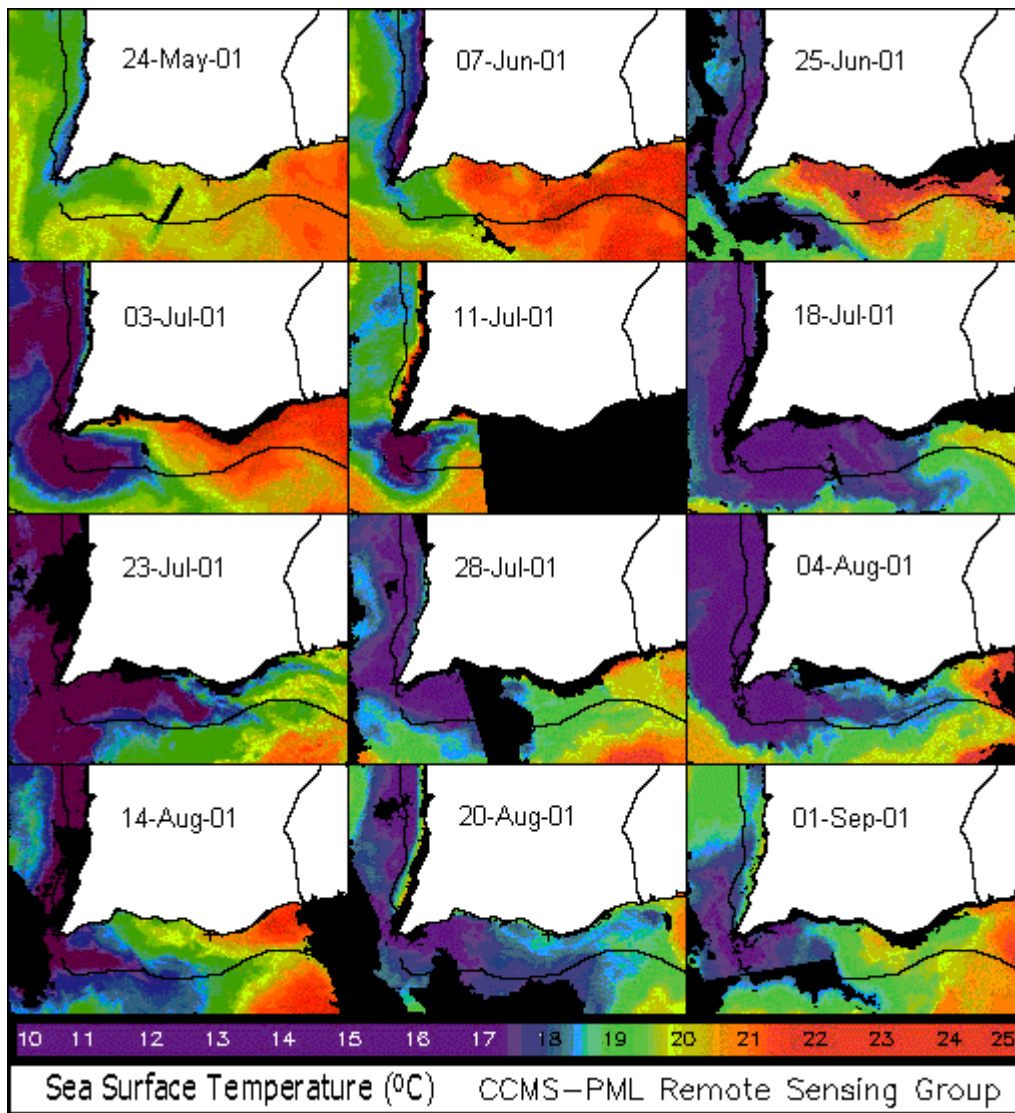 24-May-01 07-Jun-01 25-Jun-01
03-Jul-01 11-Jul-01 18-Jul-01
23-Jul-01 28-Jul-01 04-Aug-01
14-Aug-01 20-Aug-01 01-Sep-01
10 11 12 13 14 15 16 17 18 19 20 21 22 23 24 25
Sea Surface Temperature (ºC) CCMS-PML Remote Sensing Group